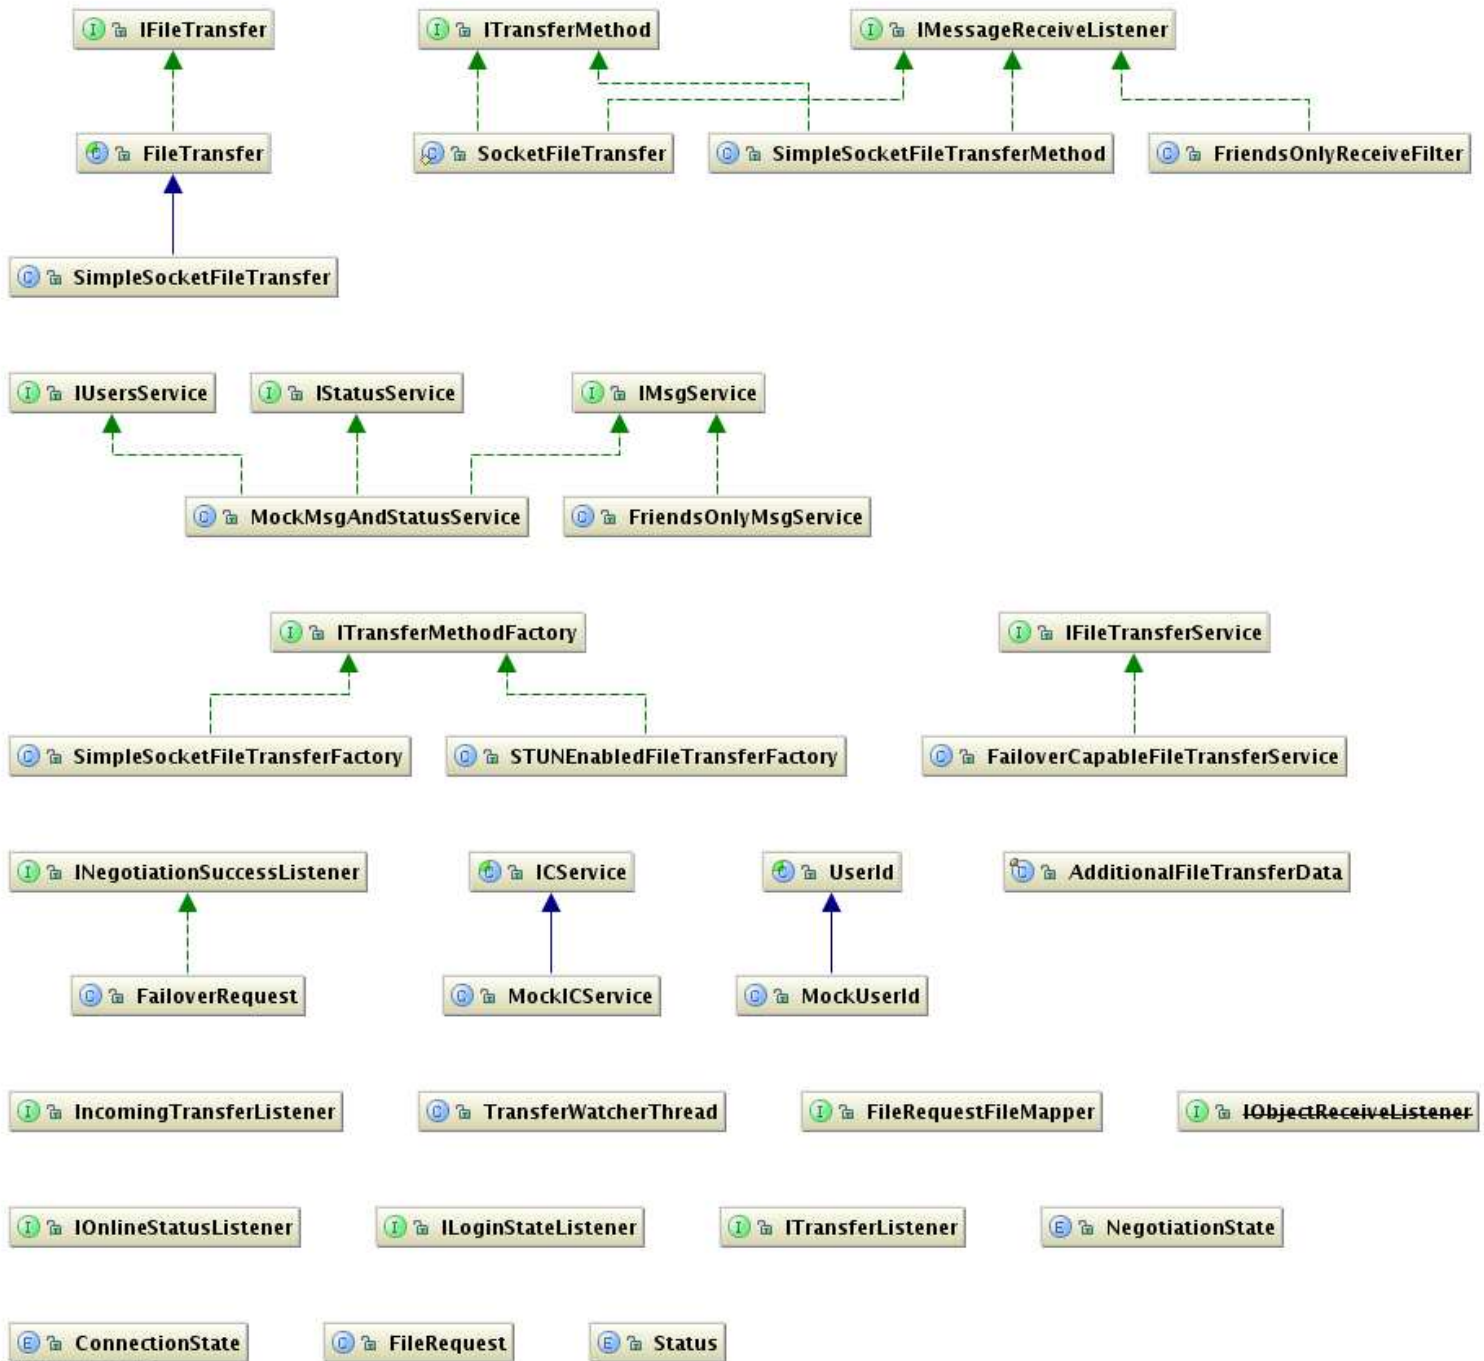 IFileTransfer ITransferMethod IMessageReceiveListener
FileTransfer SocketFileTransfer SimpleSocketFileTransferMethod FriendsOnlyReceiveFilter
SimpleSocketFileTransfer
IUsersService IStatusService IMsgService
MockMsgAndStatusService FriendsOnlyMsgService
ITransferMethodFactory IFileTransferService
SimpleSocketFileTransferFactory STUNEnabledFileTransferFactory FailoverCapableFileTransferService
INegotiationSuccessListener ICService UserId AdditionalFileTransferData
FailoverRequest MockICService MockUserId
IncomingTransferListener TransferWatcherThread FileRequestFileMapper IObjectReceiveListener
IOnlineStatusListener ILoginStateListener ITransferListener NegotiationState
ConnectionState FileRequest Status